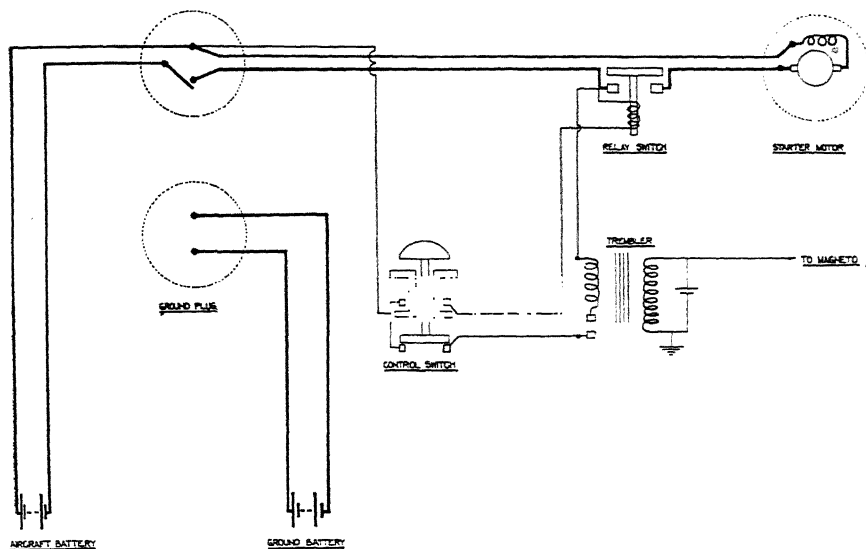 RELAY SWITCH
STARTER MOTOR
TREMBLER
TO MAGNETO
GROUND PLUG
CONTROL SWITCH
AIRCRAFT BATTERY
GROUND BATTERY